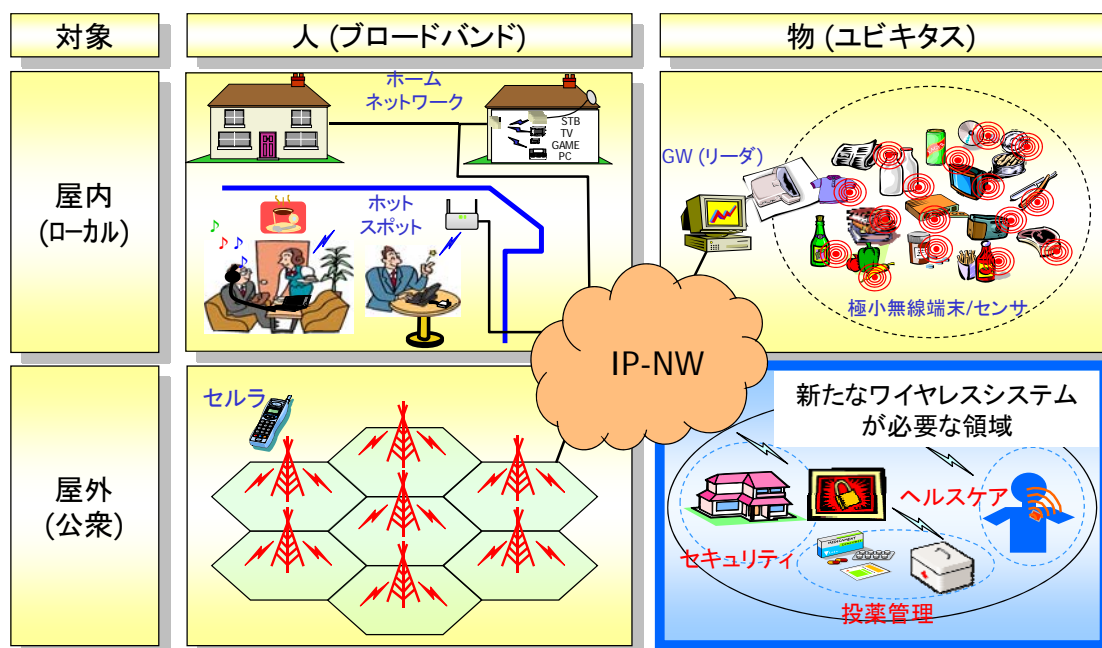 対象
人 (ブロードバンド)
物 (ユビキタス)
屋内
(ローカル)
ホーム
ネットワーク
STB
TV
GAME
PC
ホット
スポット
GW (リーダ)
極小無線端末/センサ
IP-NW
屋外
(公衆)
セルラ
新たなワイヤレスシステム
が必要な領域
ヘルスケア
セキュリティ
投薬管理